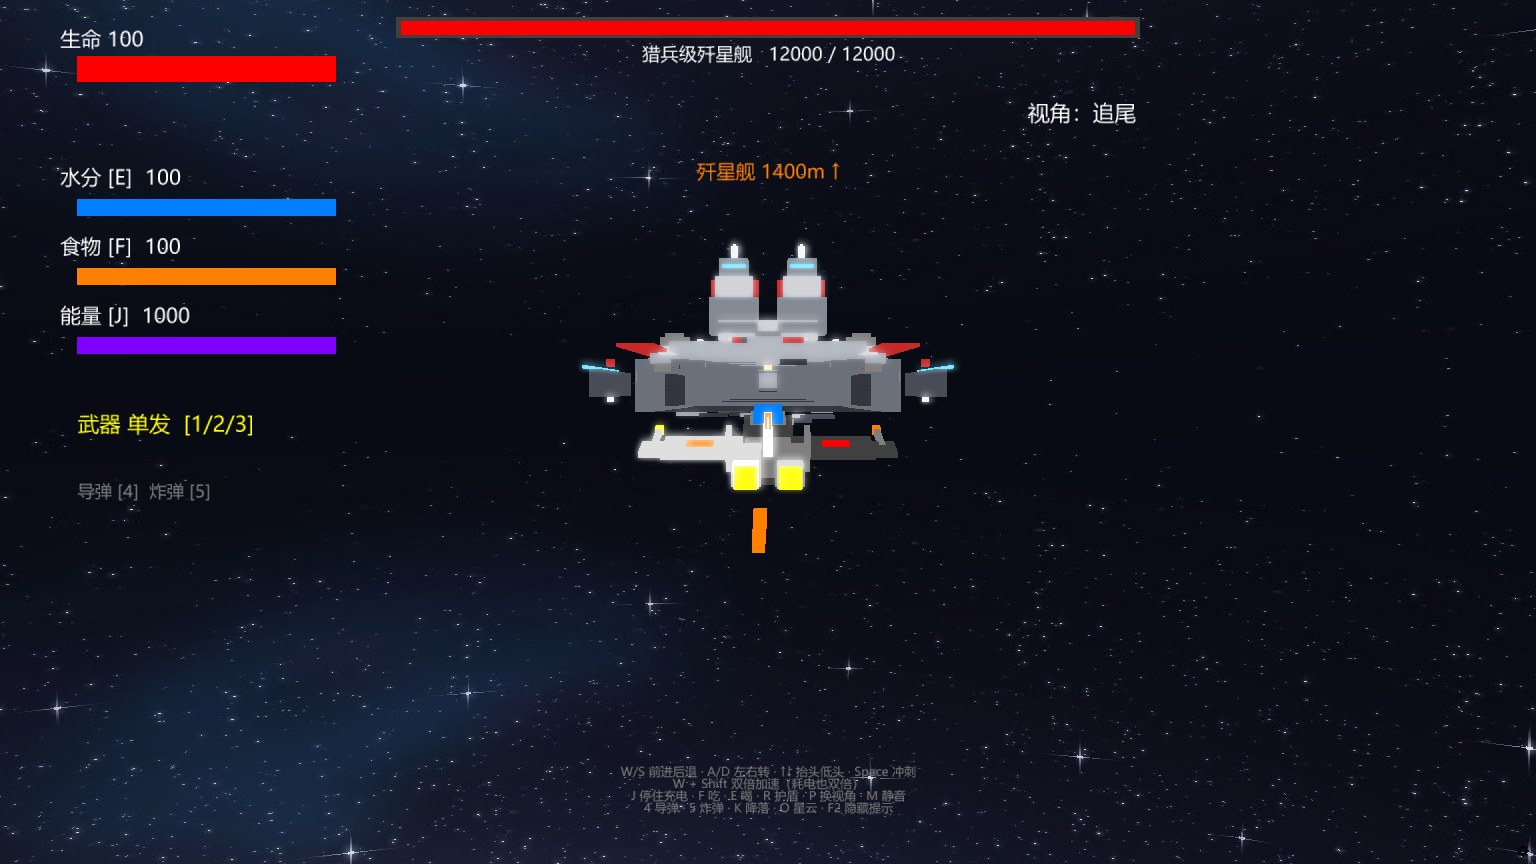 生命 100
猎兵级歼星舰 12000 / 12000
视角：追尾
歼星舰 1400m ↑
水分 [E] 100
食物 [F] 100
能量 [J] 1000
武器 单发 [1/2/3]
导弹 [4] 炸弹 [5]
W/S 前进后退 · A/D 左右转 · ↑↓ 抬头低头 · Space 冲刺
W + Shift 双倍加速（耗电也双倍）
J 停住充电 · F 吃 · E 喝 · R 护盾 · P 换视角 · M 静音
4 导弹 · 5 炸弹 · K 降落 · O 星云 · F2 隐藏提示